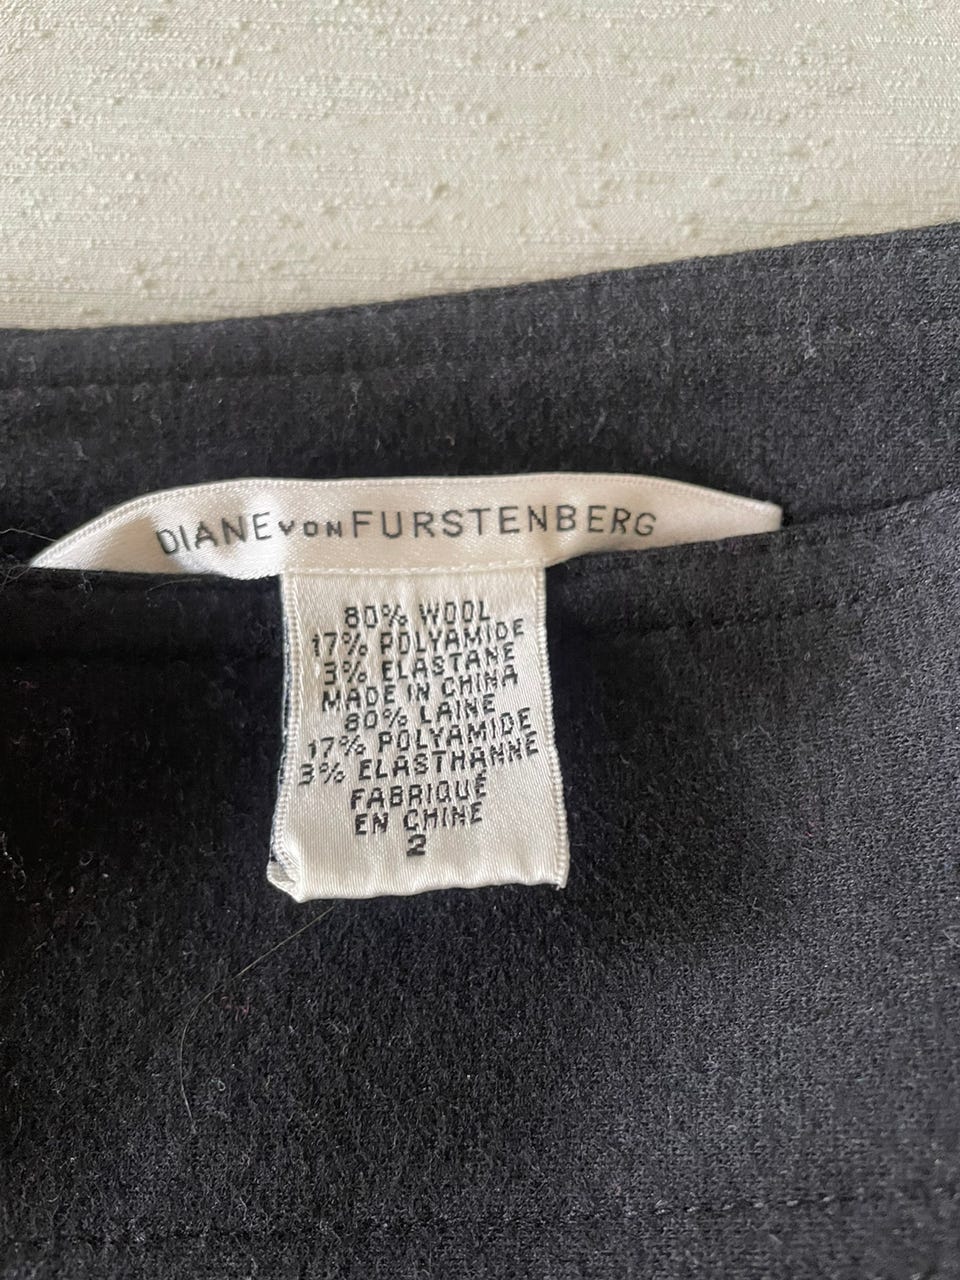 DIANE VON FURSTENBERG
80% WOOL
17% POLYAMIDE
3% ELASTANE
MADE IN CHINA
80% LAINE
17% POLYAMIDE
3% ELASTHANNE
FABRIQUÉ
EN CHINE
2